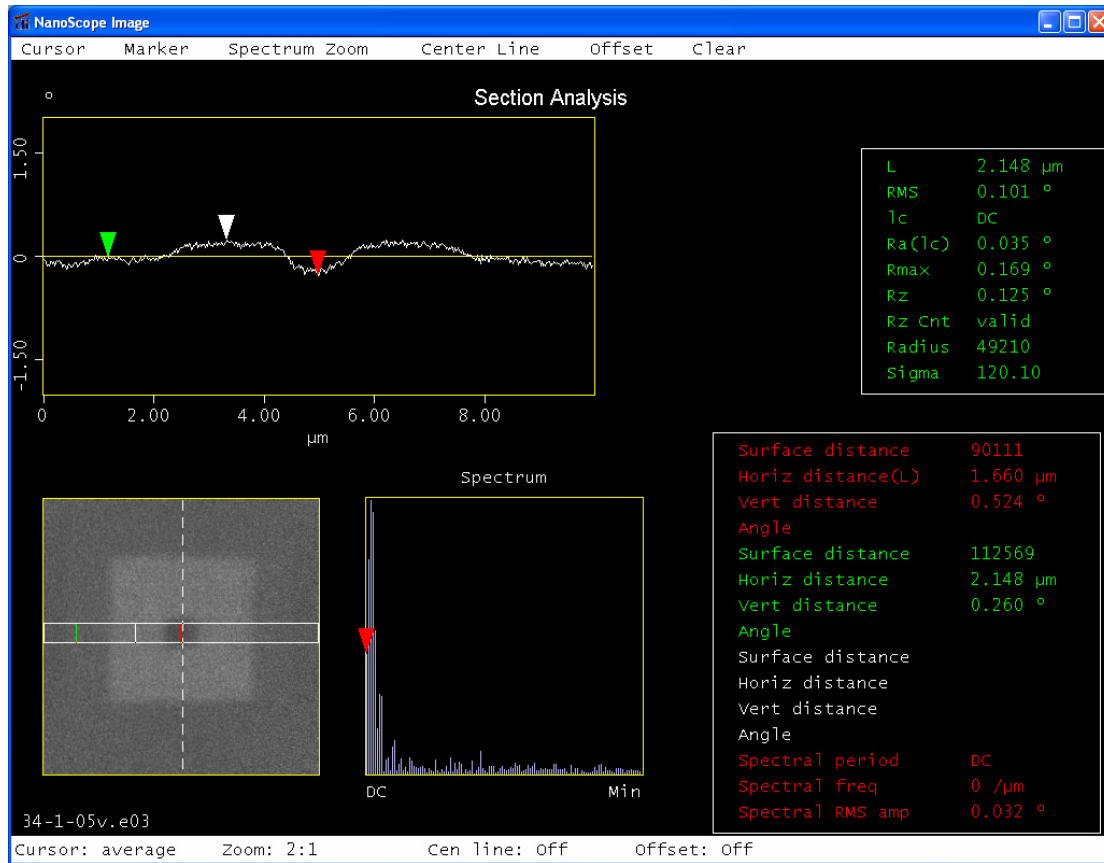 NanoScope Image
Cursor Marker Spectrum Zoom Center Line Offset Clear
o
Section Analysis
1.50
0
-1.50
0 2.00 4.00 6.00 8.00
µm
L 2.148 µm
RMS 0.101 º
lc DC
Ra(lc) 0.035 º
Rmax 0.169 º
Rz 0.125 º
Rz Cnt valid
Radius 49210
Sigma 120.10
Spectrum
DC Min
Surface distance 90111
Horiz distance(L) 1.660 µm
Vert distance 0.524 º
Angle
Surface distance 112569
Horiz distance 2.148 µm
Vert distance 0.260 º
Angle
Surface distance
Horiz distance
Vert distance
Angle
Spectral period DC
Spectral freq 0 /µm
Spectral RMS amp 0.032 º
34-1-05v.e03
Cursor: average Zoom: 2:1 Cen line: Off Offset: Off